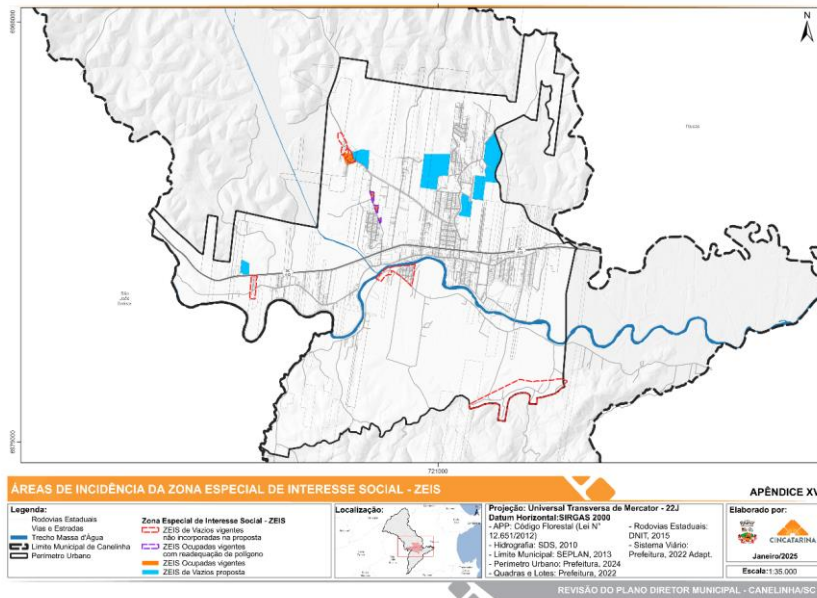 6988000
N
Tijucas
São
João
Batista
6979000
721000
ÁREAS DE INCIDÊNCIA DA ZONA ESPECIAL DE INTERESSE SOCIAL - ZEIS
APÊNDICE XV
Legenda:
Rodovias Estaduais
Vias e Estradas
Trecho Massa d'Água
Limite Municipal de Canelinha
Perímetro Urbano
Zona Especial de Interesse Social - ZEIS
ZEIS de Vazios vigentes
não incorporadas na proposta
ZEIS Ocupadas vigentes
com readequação de polígono
ZEIS Ocupadas vigentes
ZEIS de Vazios proposta
Localização:
Projeção: Universal Transversa de Mercator - 22J
Datum Horizontal:SIRGAS 2000
- APP: Código Florestal (Lei N°
12.651/2012)
- Hidrografia: SDS, 2010
- Limite Municipal: SEPLAN, 2013
- Perímetro Urbano: Prefeitura, 2024
- Quadras e Lotes: Prefeitura, 2022
- Rodovias Estaduais:
DNIT, 2015
- Sistema Viário:
Prefeitura, 2022 Adapt.
Elaborado por:
CINCATARINA
Janeiro/2025
Escala:1:35.000
REVISÃO DO PLANO DIRETOR MUNICIPAL - CANELINHA/SC